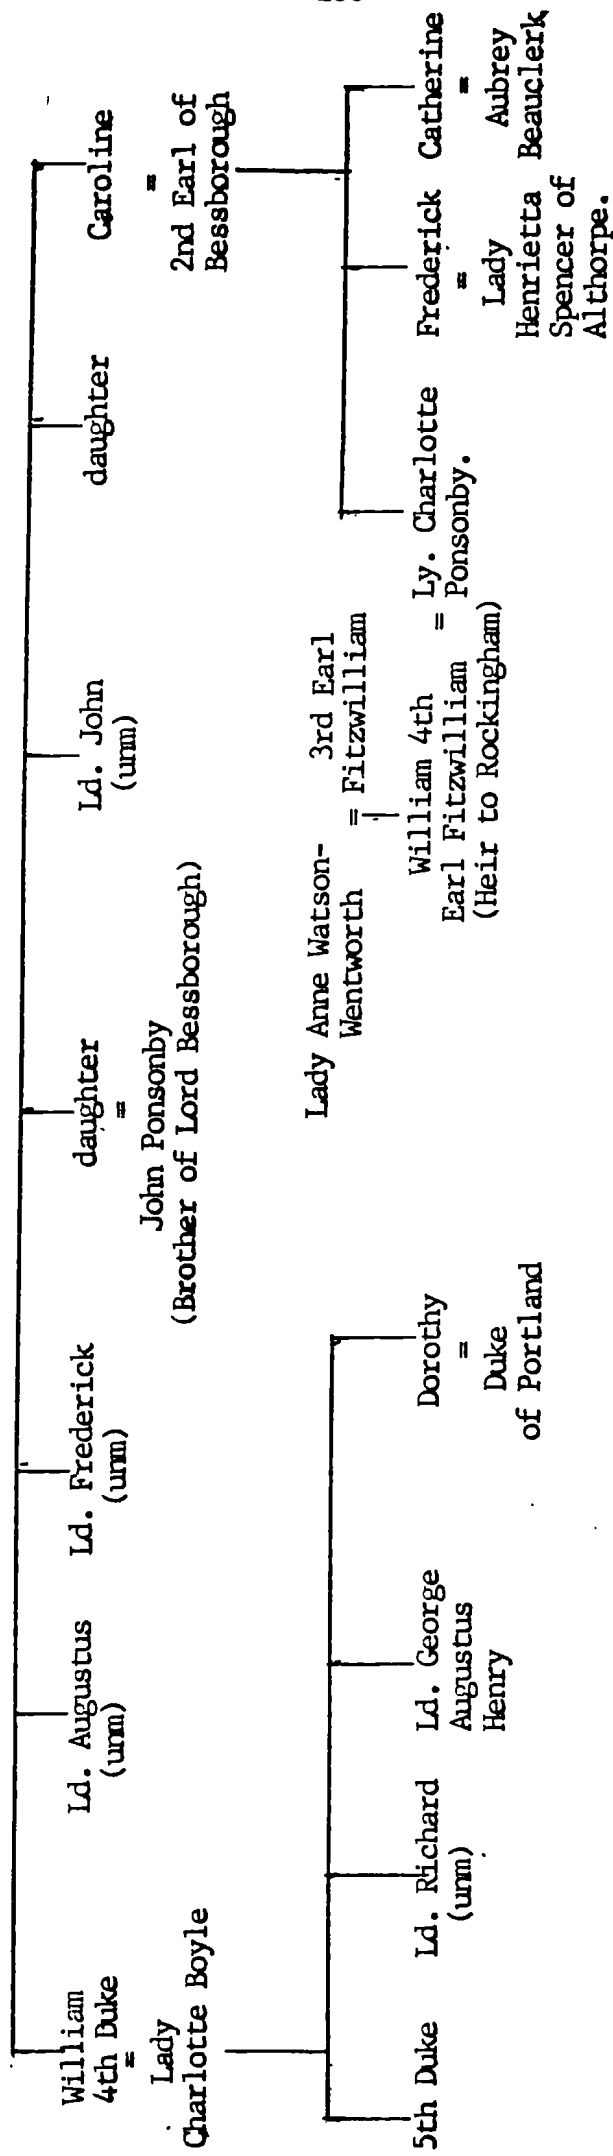 William
4th Duke
=
Lady
Charlotte Boyle
Ld. Augustus
(unm)
Ld. Frederick
(unm)
daughter
=
John Ponsonby
(Brother of Lord Bessborough)
Ld. John
(unm)
daughter
Caroline
=
2nd Earl of
Bessborough
5th Duke
Ld. Richard
(unm)
Ld. George
Augustus
Henry
Dorothy
=
Duke
of Portland
Lady Anne Watson-
Wentworth
=
3rd Earl
Fitzwilliam
William 4th
Earl Fitzwilliam
(Heir to Rockingham)
=
Ly. Charlotte
Ponsonby.
Frederick
=
Lady
Henrietta
Spencer of
Althorpe.
Catherine
=
Aubrey
Beauclerk